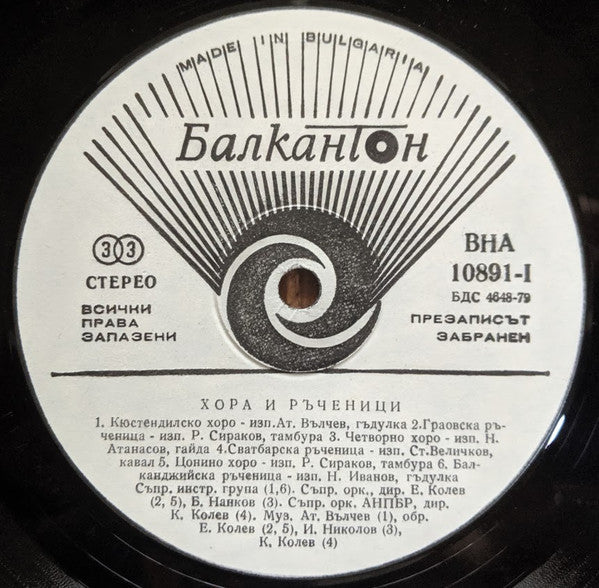 MADE IN BULGARIA
Балкантон
33
СТЕРЕО
ВСИЧКИ
ПРАВА
ЗАПАЗЕНИ
ВНА
10891-I
БДС 4648-79
ПРЕЗАПИСЪТ
ЗАБРАНЕН
ХОРА И РЪЧЕНИЦИ
1. Кюстендилско хоро - изп.Ат. Вълчев, гъдулка 2.Граовска ръ-
ченица - изп. Р. Сираков, тамбура 3. Четворно хоро - изп. Н.
Атанасов, гайда 4.Сватбарска ръченица - изп. Ст.Величков,
кавал 5. Цонино хоро - изп. Р. Сираков, тамбура 6. Бал-
канджийска ръченица - изп. Н. Иванов, гъдулка
Съпр. инстр. група (1,6). Съпр. орк., дир. Е. Колев
(2, 5), Б. Нанков (3). Съпр. орк. АНПБР, дир.
К. Колев (4). Муз. Ат. Вълчев (1), обр.
Е. Колев (2, 5), И. Николов (3),
К. Колев (4)